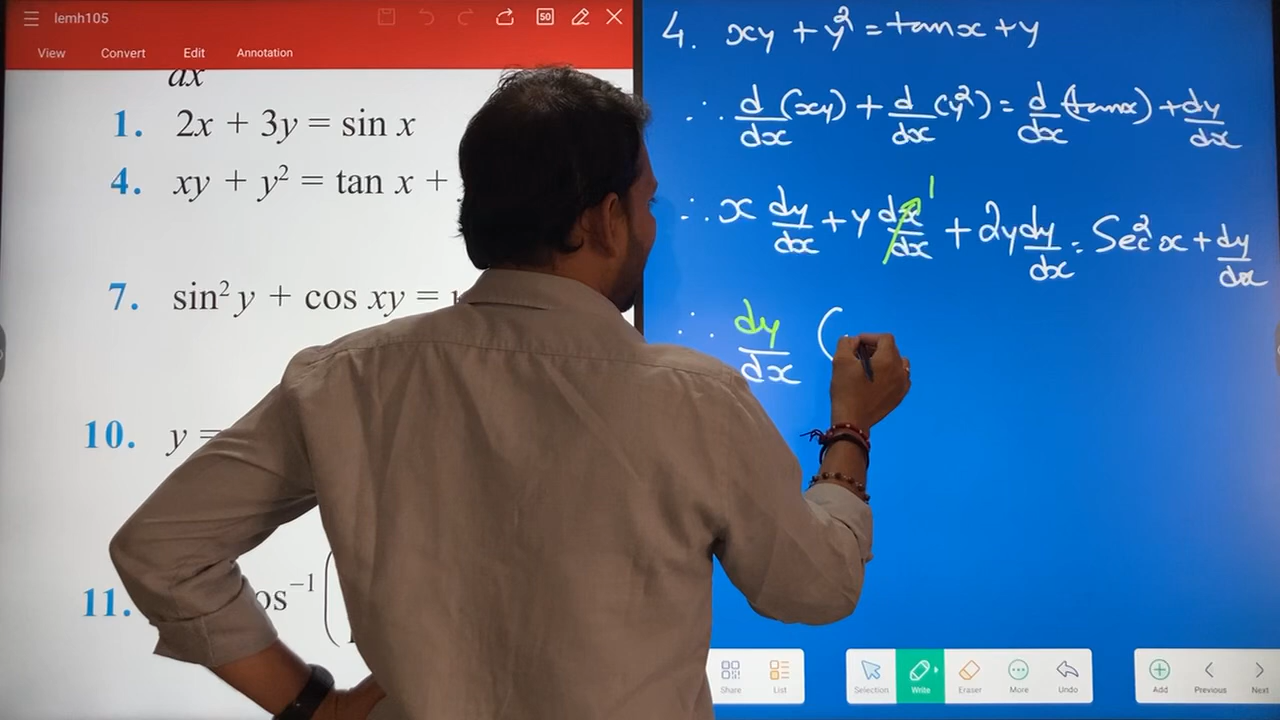 lemh105
50
View Convert Edit Annotation
dx
1. 2x + 3y = sin x
4. xy + y² = tan x +
7. sin² y + cos xy =
10. y =
11. os⁻¹(
4. xy + y² = tanx + y
∴ d/dx (xy) + d/dx (y²) = d/dx (tanx) + dy/dx
∴ x dy/dx + y dx/dx 1 + 2y dy/dx = Sec²x + dy/dx
∴ dy/dx (
Share List Selection Write Eraser More Undo Add Previous Next